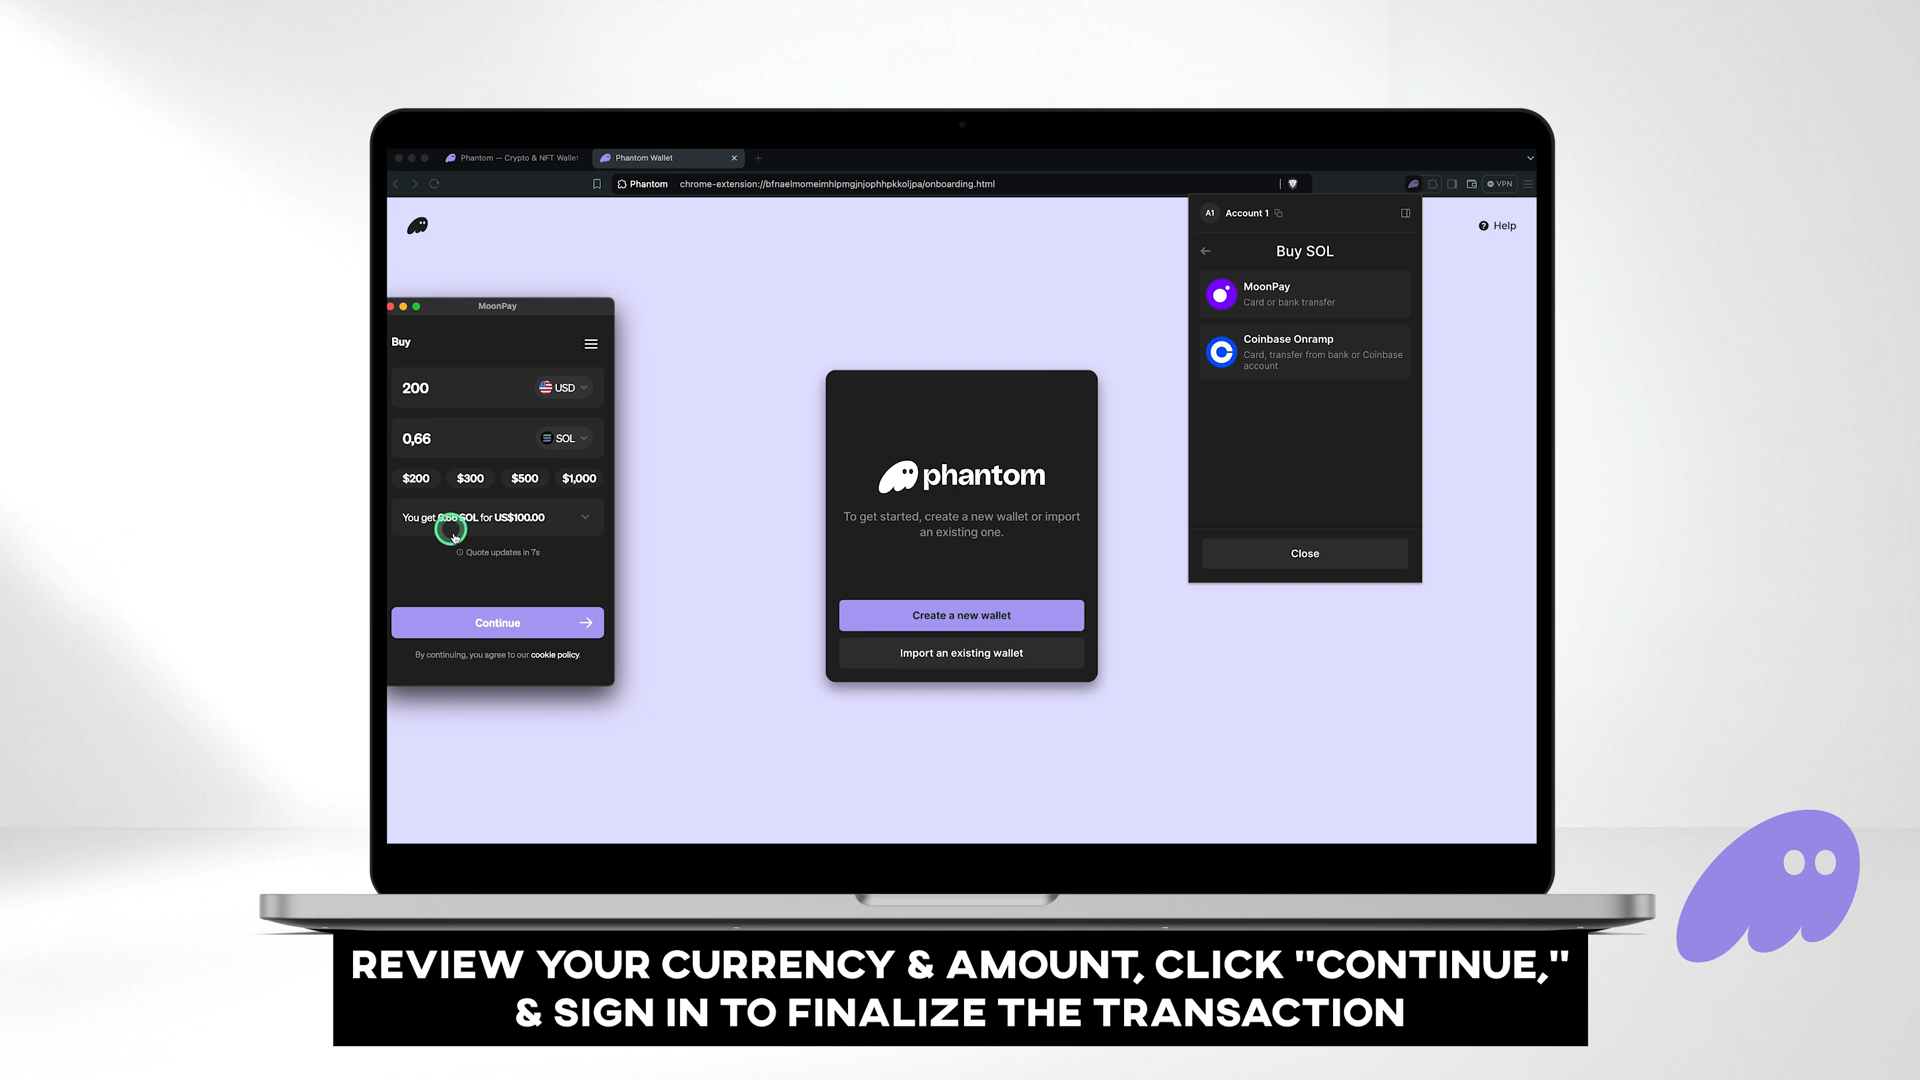 Phantom — Crypto & NFT Wallet
Phantom Wallet
Phantom
chrome-extension://bfnaelmomeimhlpmgjnjophhpkkoljpa/onboarding.html
VPN
A1 Account 1
Help
Buy SOL
MoonPay
Card or bank transfer
Coinbase Onramp
Card, transfer from bank or Coinbase
account
Close
MoonPay
Buy
200 USD
0,66 SOL
$200 $300 $500 $1,000
You get 0.66 SOL for US$100.00
Quote updates in 7s
Continue
By continuing, you agree to our cookie policy.
phantom
To get started, create a new wallet or import
an existing one.
Create a new wallet
Import an existing wallet
REVIEW YOUR CURRENCY & AMOUNT, CLICK "CONTINUE,"
& SIGN IN TO FINALIZE THE TRANSACTION